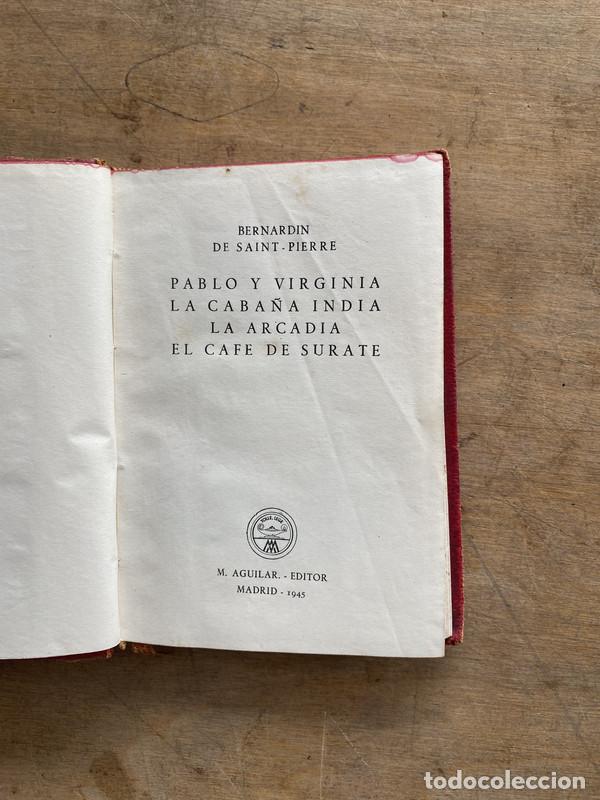 BERNARDIN
DE SAINT-PIERRE
PABLO Y VIRGINIA
LA CABAÑA INDIA
LA ARCADIA
EL CAFE DE SURATE
M. AGUILAR. - EDITOR
MADRID - 1945
todocoleccion